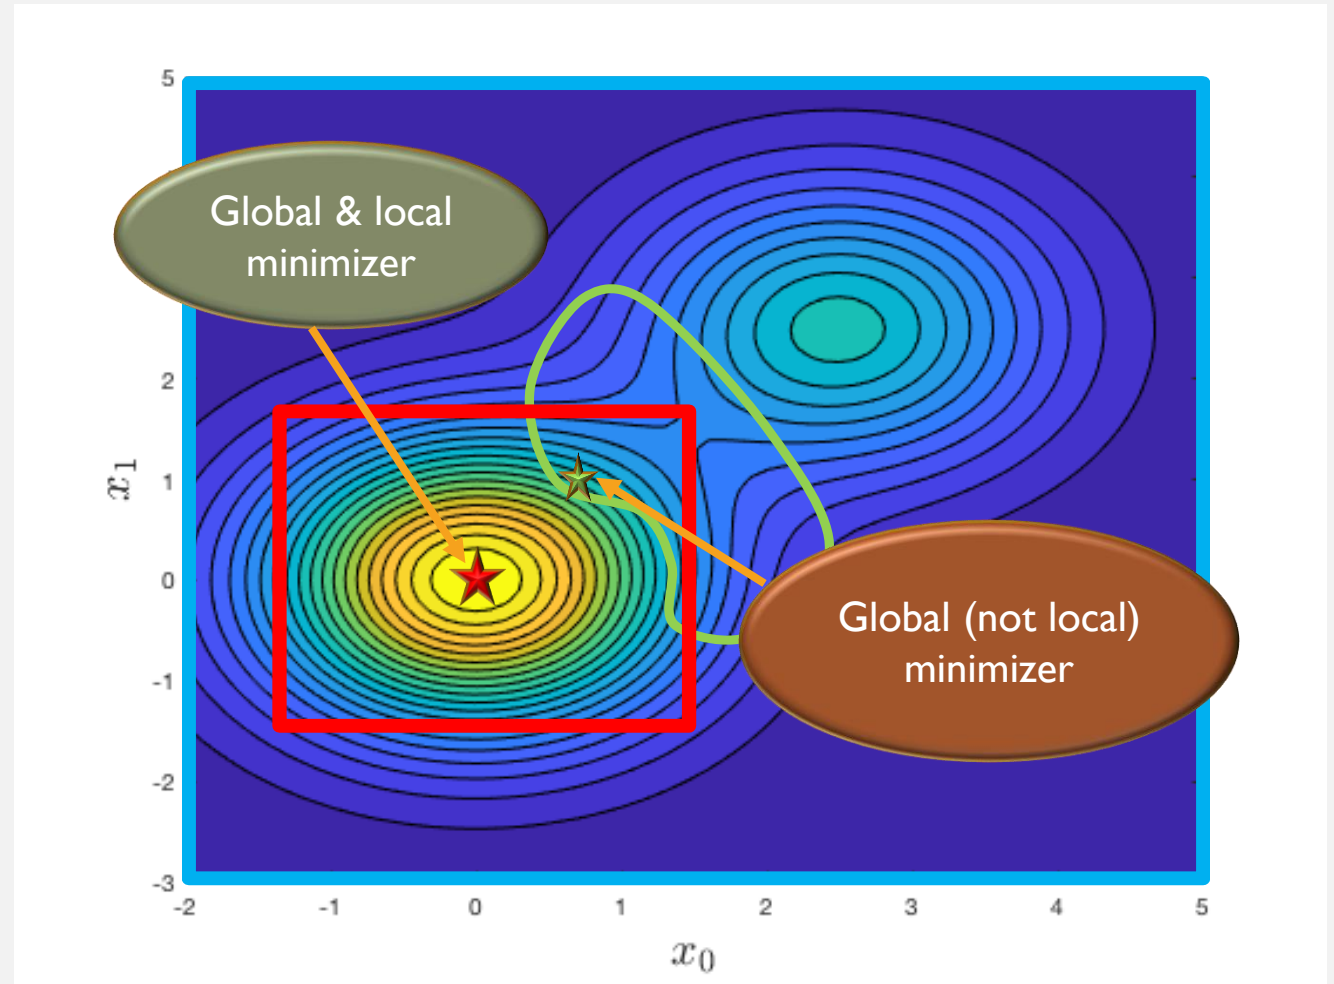 5
Global & local
minimizer
2
x₁
1
0
Global (not local)
minimizer
-1
-2
-3
-2 -1 0 1 2 3 4 5
x₀